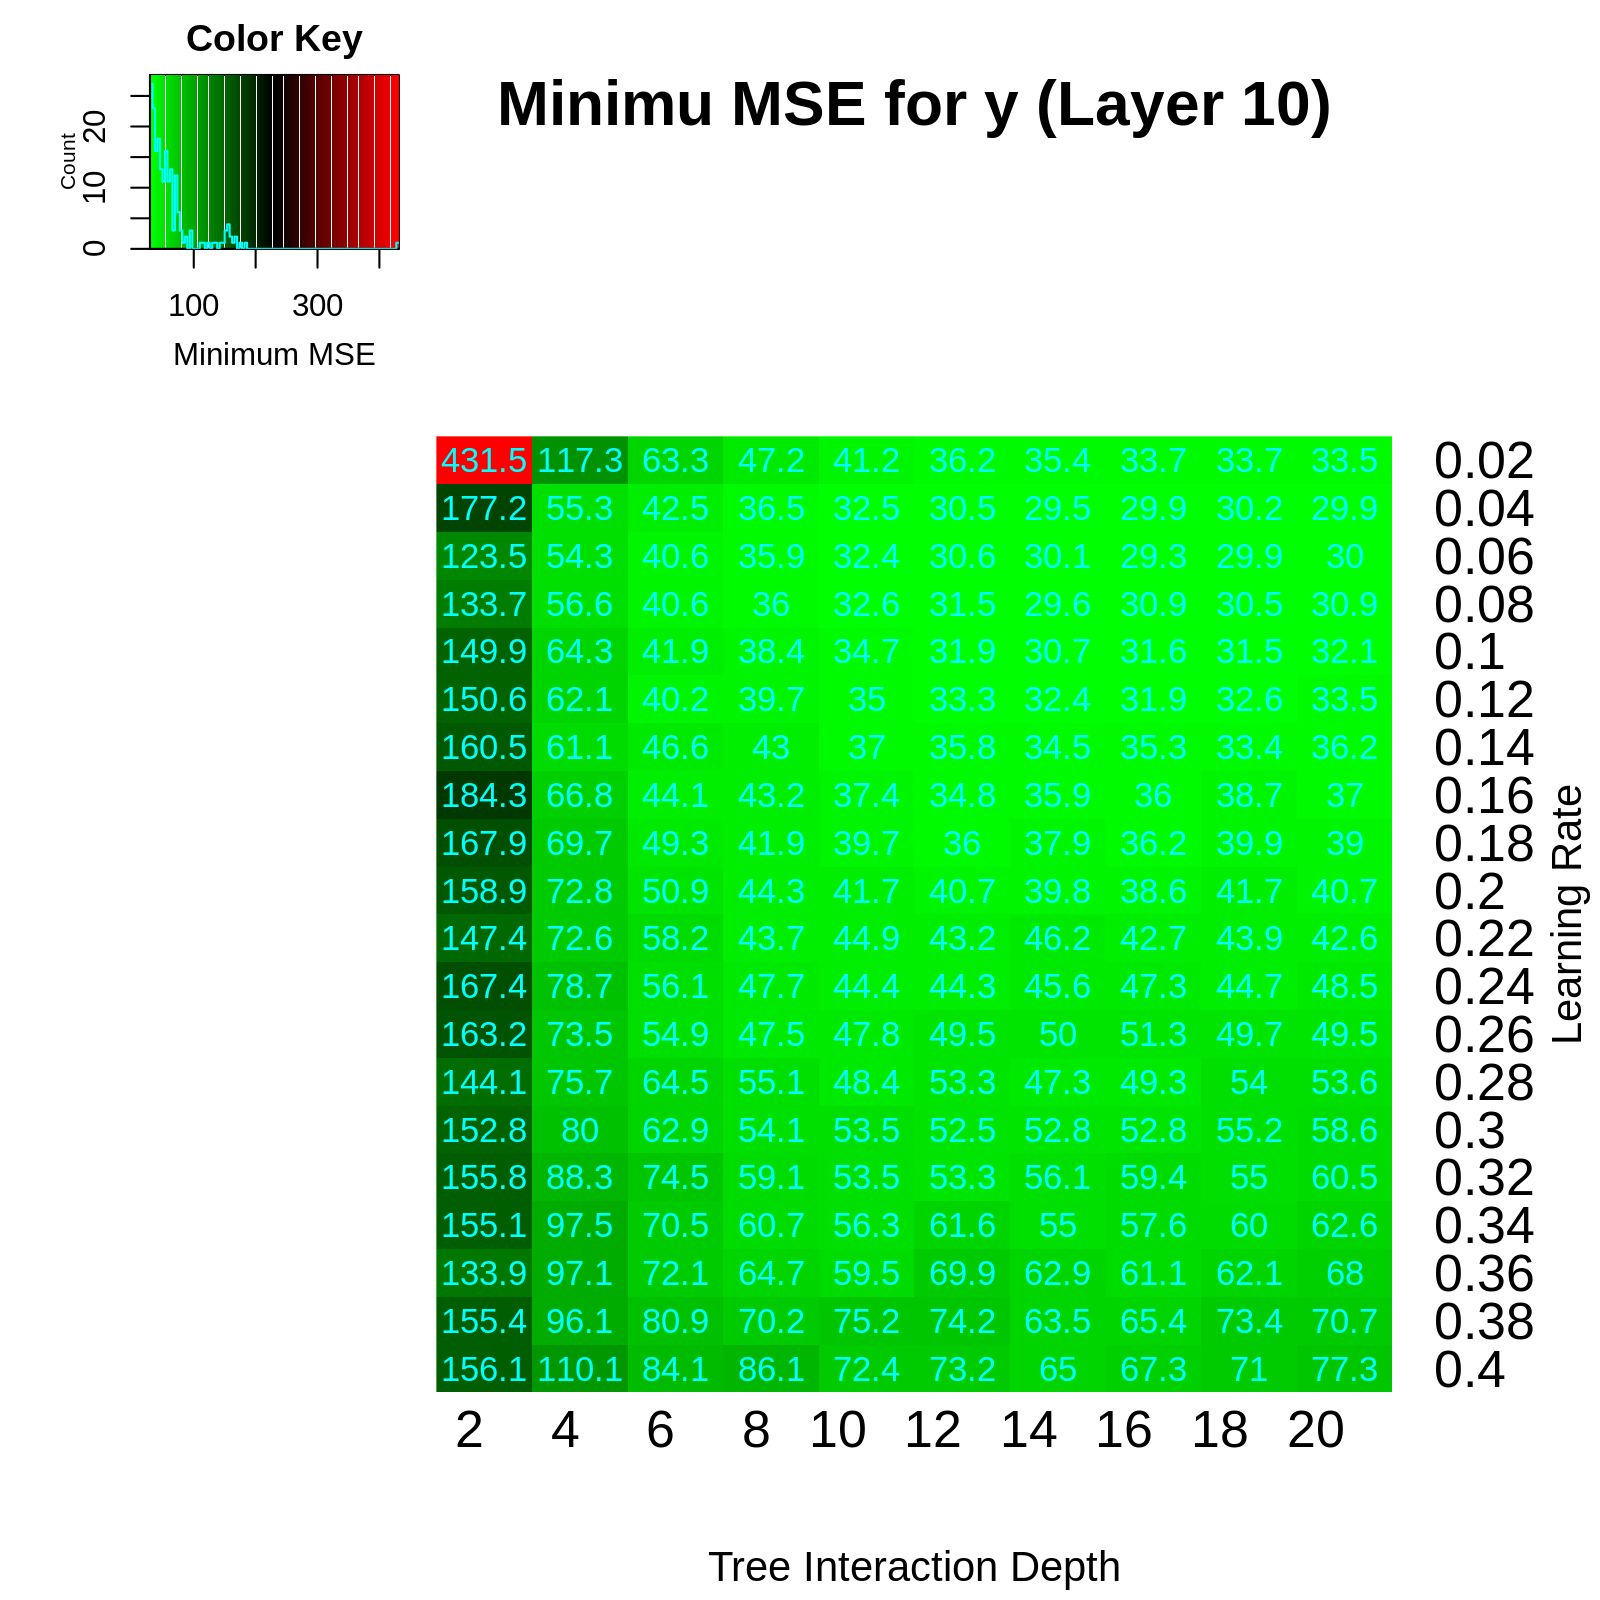 Color Key
Minimu MSE for y (Layer 10)
Count
0 10 20
100 300
Minimum MSE
431.5 117.3 63.3 47.2 41.2 36.2 35.4 33.7 33.7 33.5 0.02
177.2 55.3 42.5 36.5 32.5 30.5 29.5 29.9 30.2 29.9 0.04
123.5 54.3 40.6 35.9 32.4 30.6 30.1 29.3 29.9 30 0.06
133.7 56.6 40.6 36 32.6 31.5 29.6 30.9 30.5 30.9 0.08
149.9 64.3 41.9 38.4 34.7 31.9 30.7 31.6 31.5 32.1 0.1
150.6 62.1 40.2 39.7 35 33.3 32.4 31.9 32.6 33.5 0.12
160.5 61.1 46.6 43 37 35.8 34.5 35.3 33.4 36.2 0.14
184.3 66.8 44.1 43.2 37.4 34.8 35.9 36 38.7 37 0.16
167.9 69.7 49.3 41.9 39.7 36 37.9 36.2 39.9 39 0.18
158.9 72.8 50.9 44.3 41.7 40.7 39.8 38.6 41.7 40.7 0.2
147.4 72.6 58.2 43.7 44.9 43.2 46.2 42.7 43.9 42.6 0.22
167.4 78.7 56.1 47.7 44.4 44.3 45.6 47.3 44.7 48.5 0.24
163.2 73.5 54.9 47.5 47.8 49.5 50 51.3 49.7 49.5 0.26
144.1 75.7 64.5 55.1 48.4 53.3 47.3 49.3 54 53.6 0.28
152.8 80 62.9 54.1 53.5 52.5 52.8 52.8 55.2 58.6 0.3
155.8 88.3 74.5 59.1 53.5 53.3 56.1 59.4 55 60.5 0.32
155.1 97.5 70.5 60.7 56.3 61.6 55 57.6 60 62.6 0.34
133.9 97.1 72.1 64.7 59.5 69.9 62.9 61.1 62.1 68 0.36
155.4 96.1 80.9 70.2 75.2 74.2 63.5 65.4 73.4 70.7 0.38
156.1 110.1 84.1 86.1 72.4 73.2 65 67.3 71 77.3 0.4
Learning Rate
2 4 6 8 10 12 14 16 18 20
Tree Interaction Depth